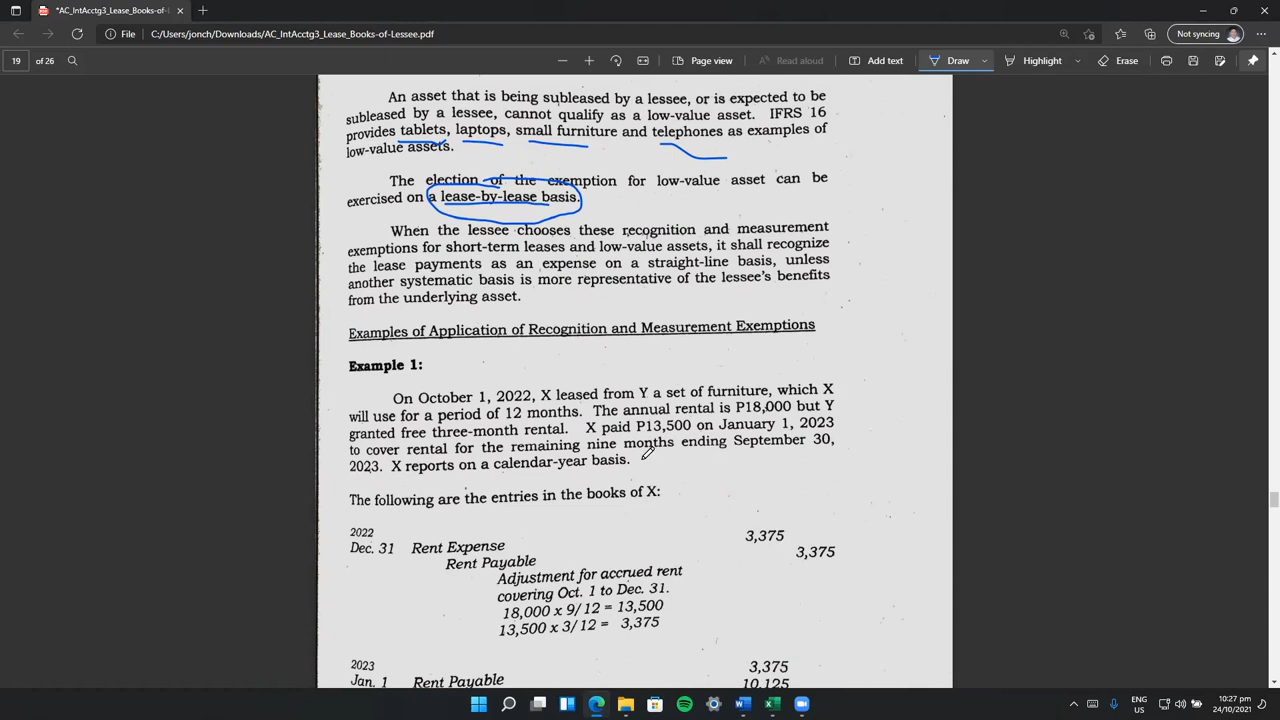 *AC_IntAcctg3_Lease_Books-of-L
File
C:/Users/jonch/Downloads/AC_IntAcctg3_Lease_Books-of-Lessee.pdf
Not syncing
19 of 26
Page view
Read aloud
Add text
Draw
Highlight
Erase
An asset that is being subleased by a lessee, or is expected to be
subleased by a lessee, cannot qualify as a low-value asset. IFRS 16
provides tablets, laptops, small furniture and telephones as examples of
low-value assets.
The election of the exemption for low-value asset can be
exercised on a lease-by-lease basis.
When the lessee chooses these recognition and measurement
exemptions for short-term leases and low-value assets, it shall recognize
the lease payments as an expense on a straight-line basis, unless
another systematic basis is more representative of the lessee's benefits
from the underlying asset.
Examples of Application of Recognition and Measurement Exemptions
Example 1:
On October 1, 2022, X leased from Y a set of furniture, which X
will use for a period of 12 months. The annual rental is P18,000 but Y
granted free three-month rental. X paid P13,500 on January 1, 2023
to cover rental for the remaining nine months ending September 30,
2023. X reports on a calendar-year basis.
The following are the entries in the books of X:
2022
Dec. 31 Rent Expense 3,375
Rent Payable 3,375
Adjustment for accrued rent
covering Oct. 1 to Dec. 31.
18,000 x 9/12 = 13,500
13,500 x 3/12 = 3,375
2023
Jan. 1 Rent Payable 3,375
10,125
ENG
US
10:27 pm
24/10/2021